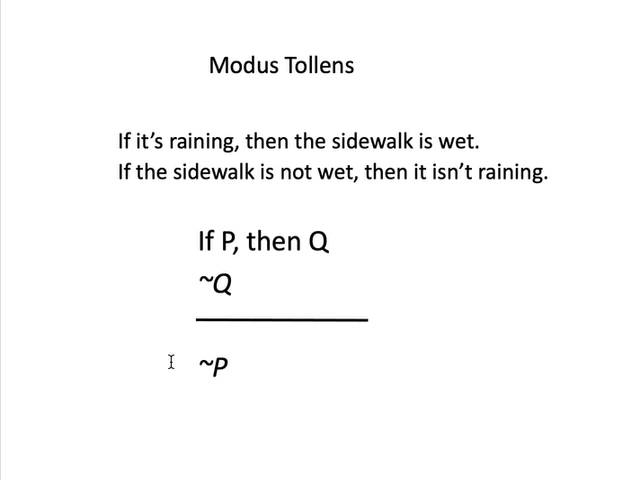 Modus Tollens
If it’s raining, then the sidewalk is wet.
If the sidewalk is not wet, then it isn’t raining.
If P, then Q
~Q
~P